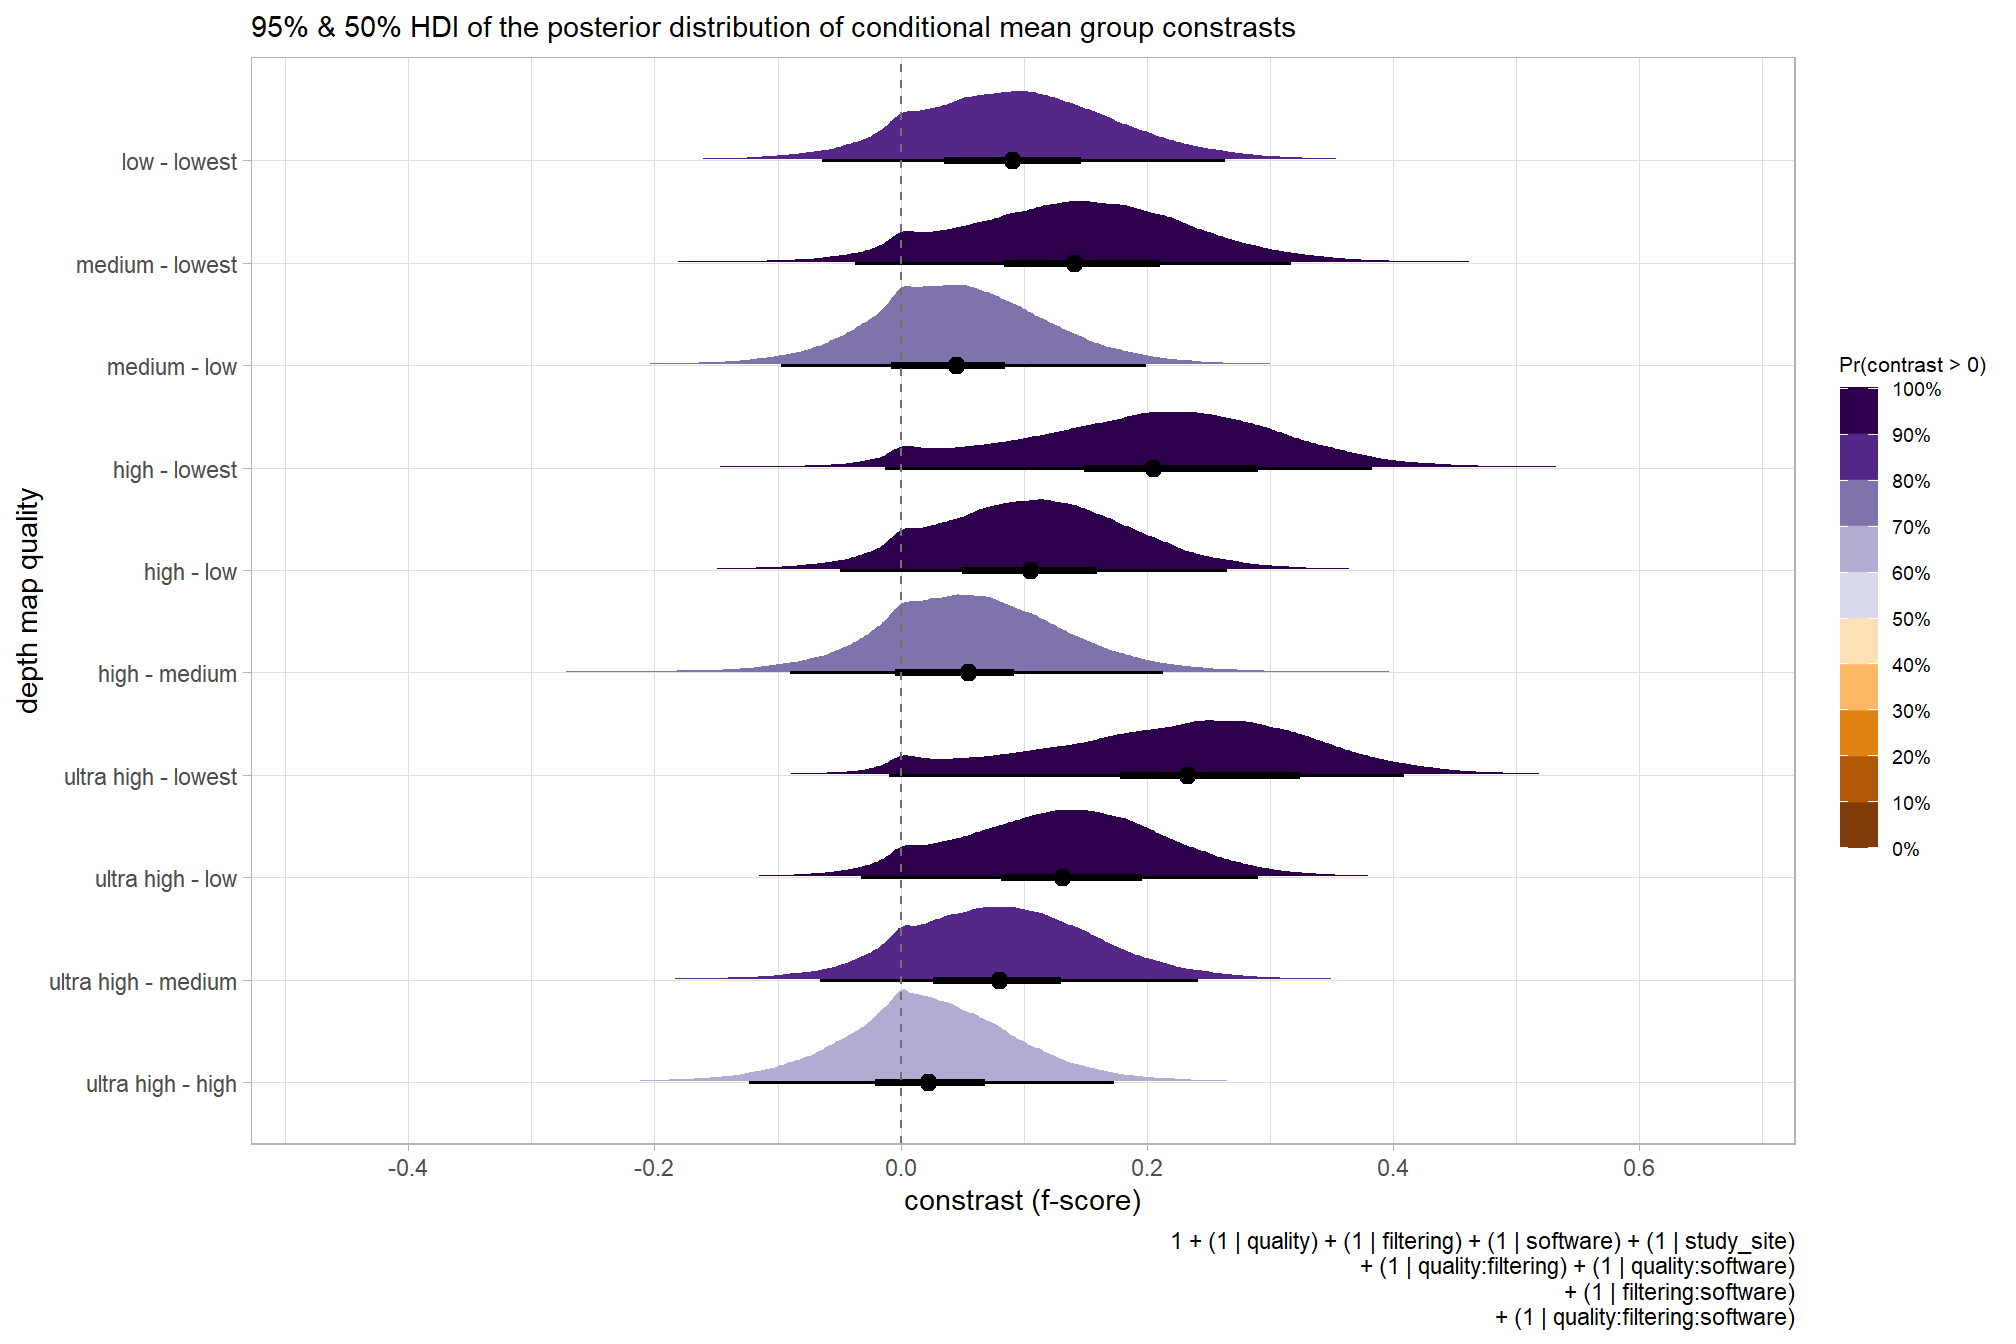 95% & 50% HDI of the posterior distribution of conditional mean group constrasts
depth map quality
low - lowest
medium - lowest
medium - low
high - lowest
high - low
high - medium
ultra high - lowest
ultra high - low
ultra high - medium
ultra high - high
-0.4
-0.2
0.0
0.2
0.4
0.6
constrast (f-score)
Pr(contrast > 0)
100%
90%
80%
70%
60%
50%
40%
30%
20%
10%
0%
1 + (1 | quality) + (1 | filtering) + (1 | software) + (1 | study_site)
+ (1 | quality:filtering) + (1 | quality:software)
+ (1 | filtering:software)
+ (1 | quality:filtering:software)